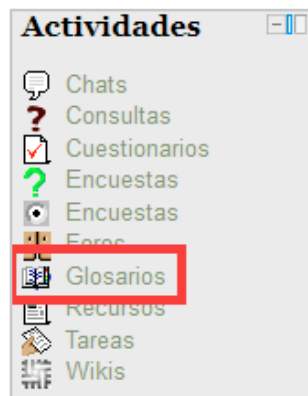 Actividades
Chats
Consultas
Cuestionarios
Encuestas
Encuestas
Foros
Glosarios
Recursos
Tareas
Wikis